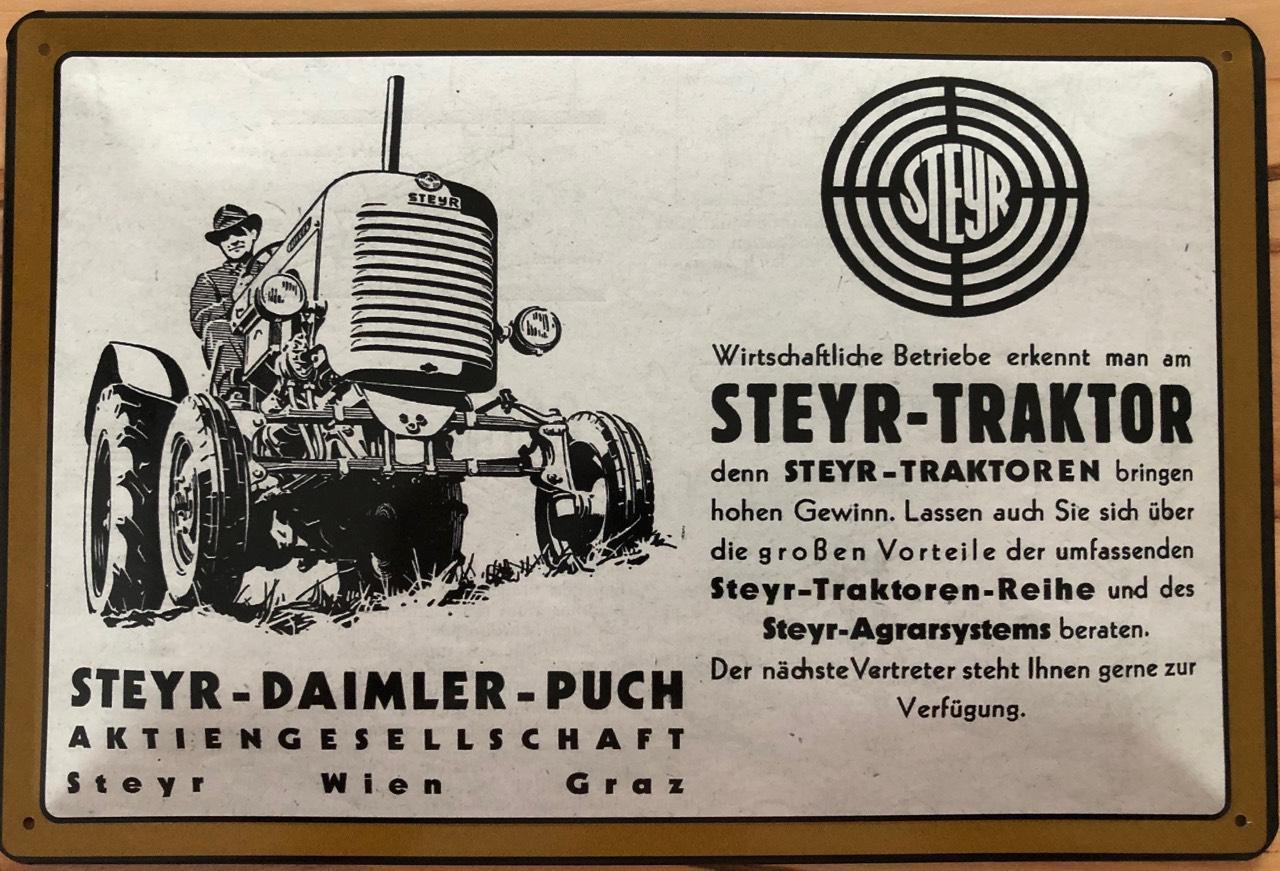 STEYR
STEYR
Wirtschaftliche Betriebe erkennt man am
STEYR-TRAKTOR
denn STEYR-TRAKTOREN bringen
hohen Gewinn. Lassen auch Sie sich über
die großen Vorteile der umfassenden
Steyr-Traktoren-Reihe und des
Steyr-Agrarsystems beraten.
Der nächste Vertreter steht Ihnen gerne zur
Verfügung.
STEYR-DAIMLER-PUCH
AKTIENGESELLSCHAFT
Steyr Wien Graz